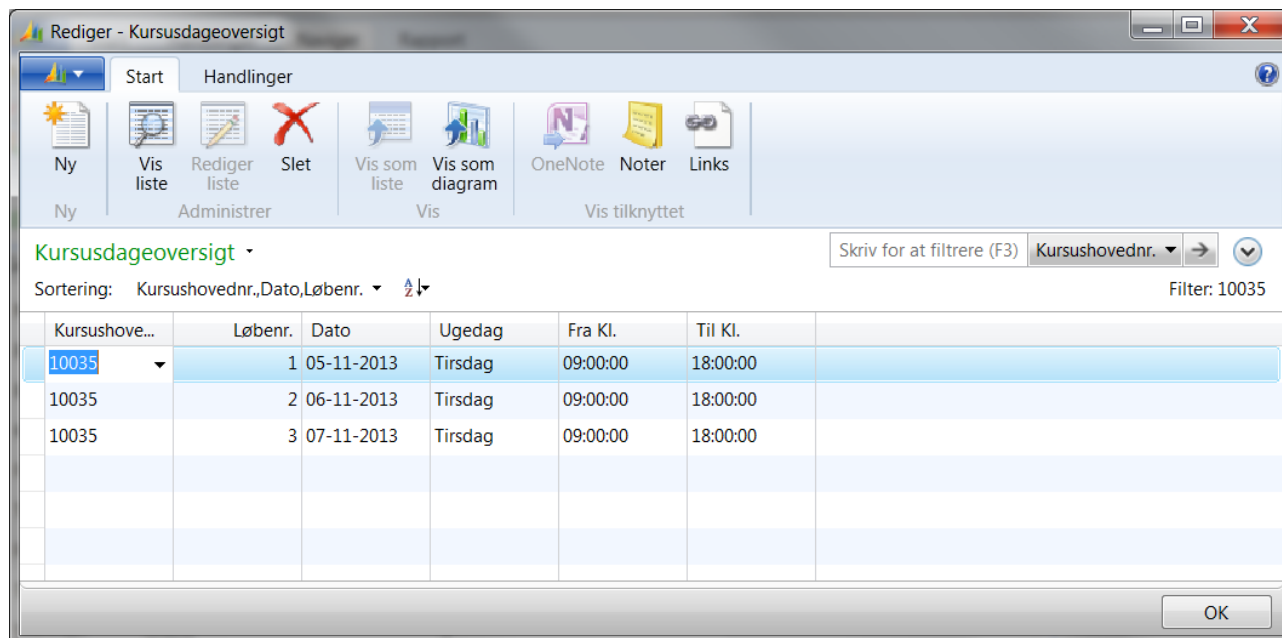 Rediger - Kursusdageoversigt
Start Handlinger
Ny Vis liste Rediger liste Slet Vis som liste Vis som diagram OneNote Noter Links
Ny Administrer Vis Vis tilknyttet
Kursusdageoversigt Skriv for at filtrere (F3) Kursushovednr.
Sortering: Kursushovednr.,Dato,Løbenr. Filter: 10035
Kursushove... Løbenr. Dato Ugedag Fra Kl. Til Kl.
10035 1 05-11-2013 Tirsdag 09:00:00 18:00:00
10035 2 06-11-2013 Tirsdag 09:00:00 18:00:00
10035 3 07-11-2013 Tirsdag 09:00:00 18:00:00
OK